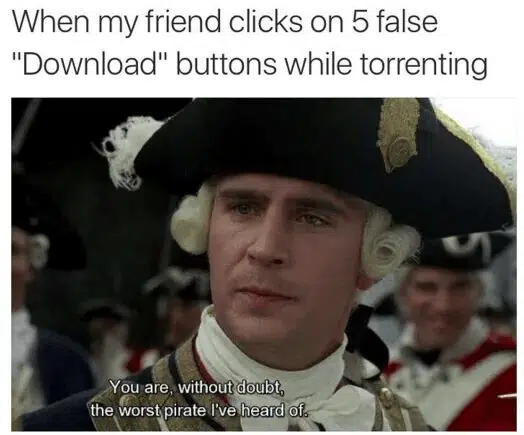 When my friend clicks on 5 false
"Download" buttons while torrenting
You are, without doubt,
the worst pirate I've heard of.